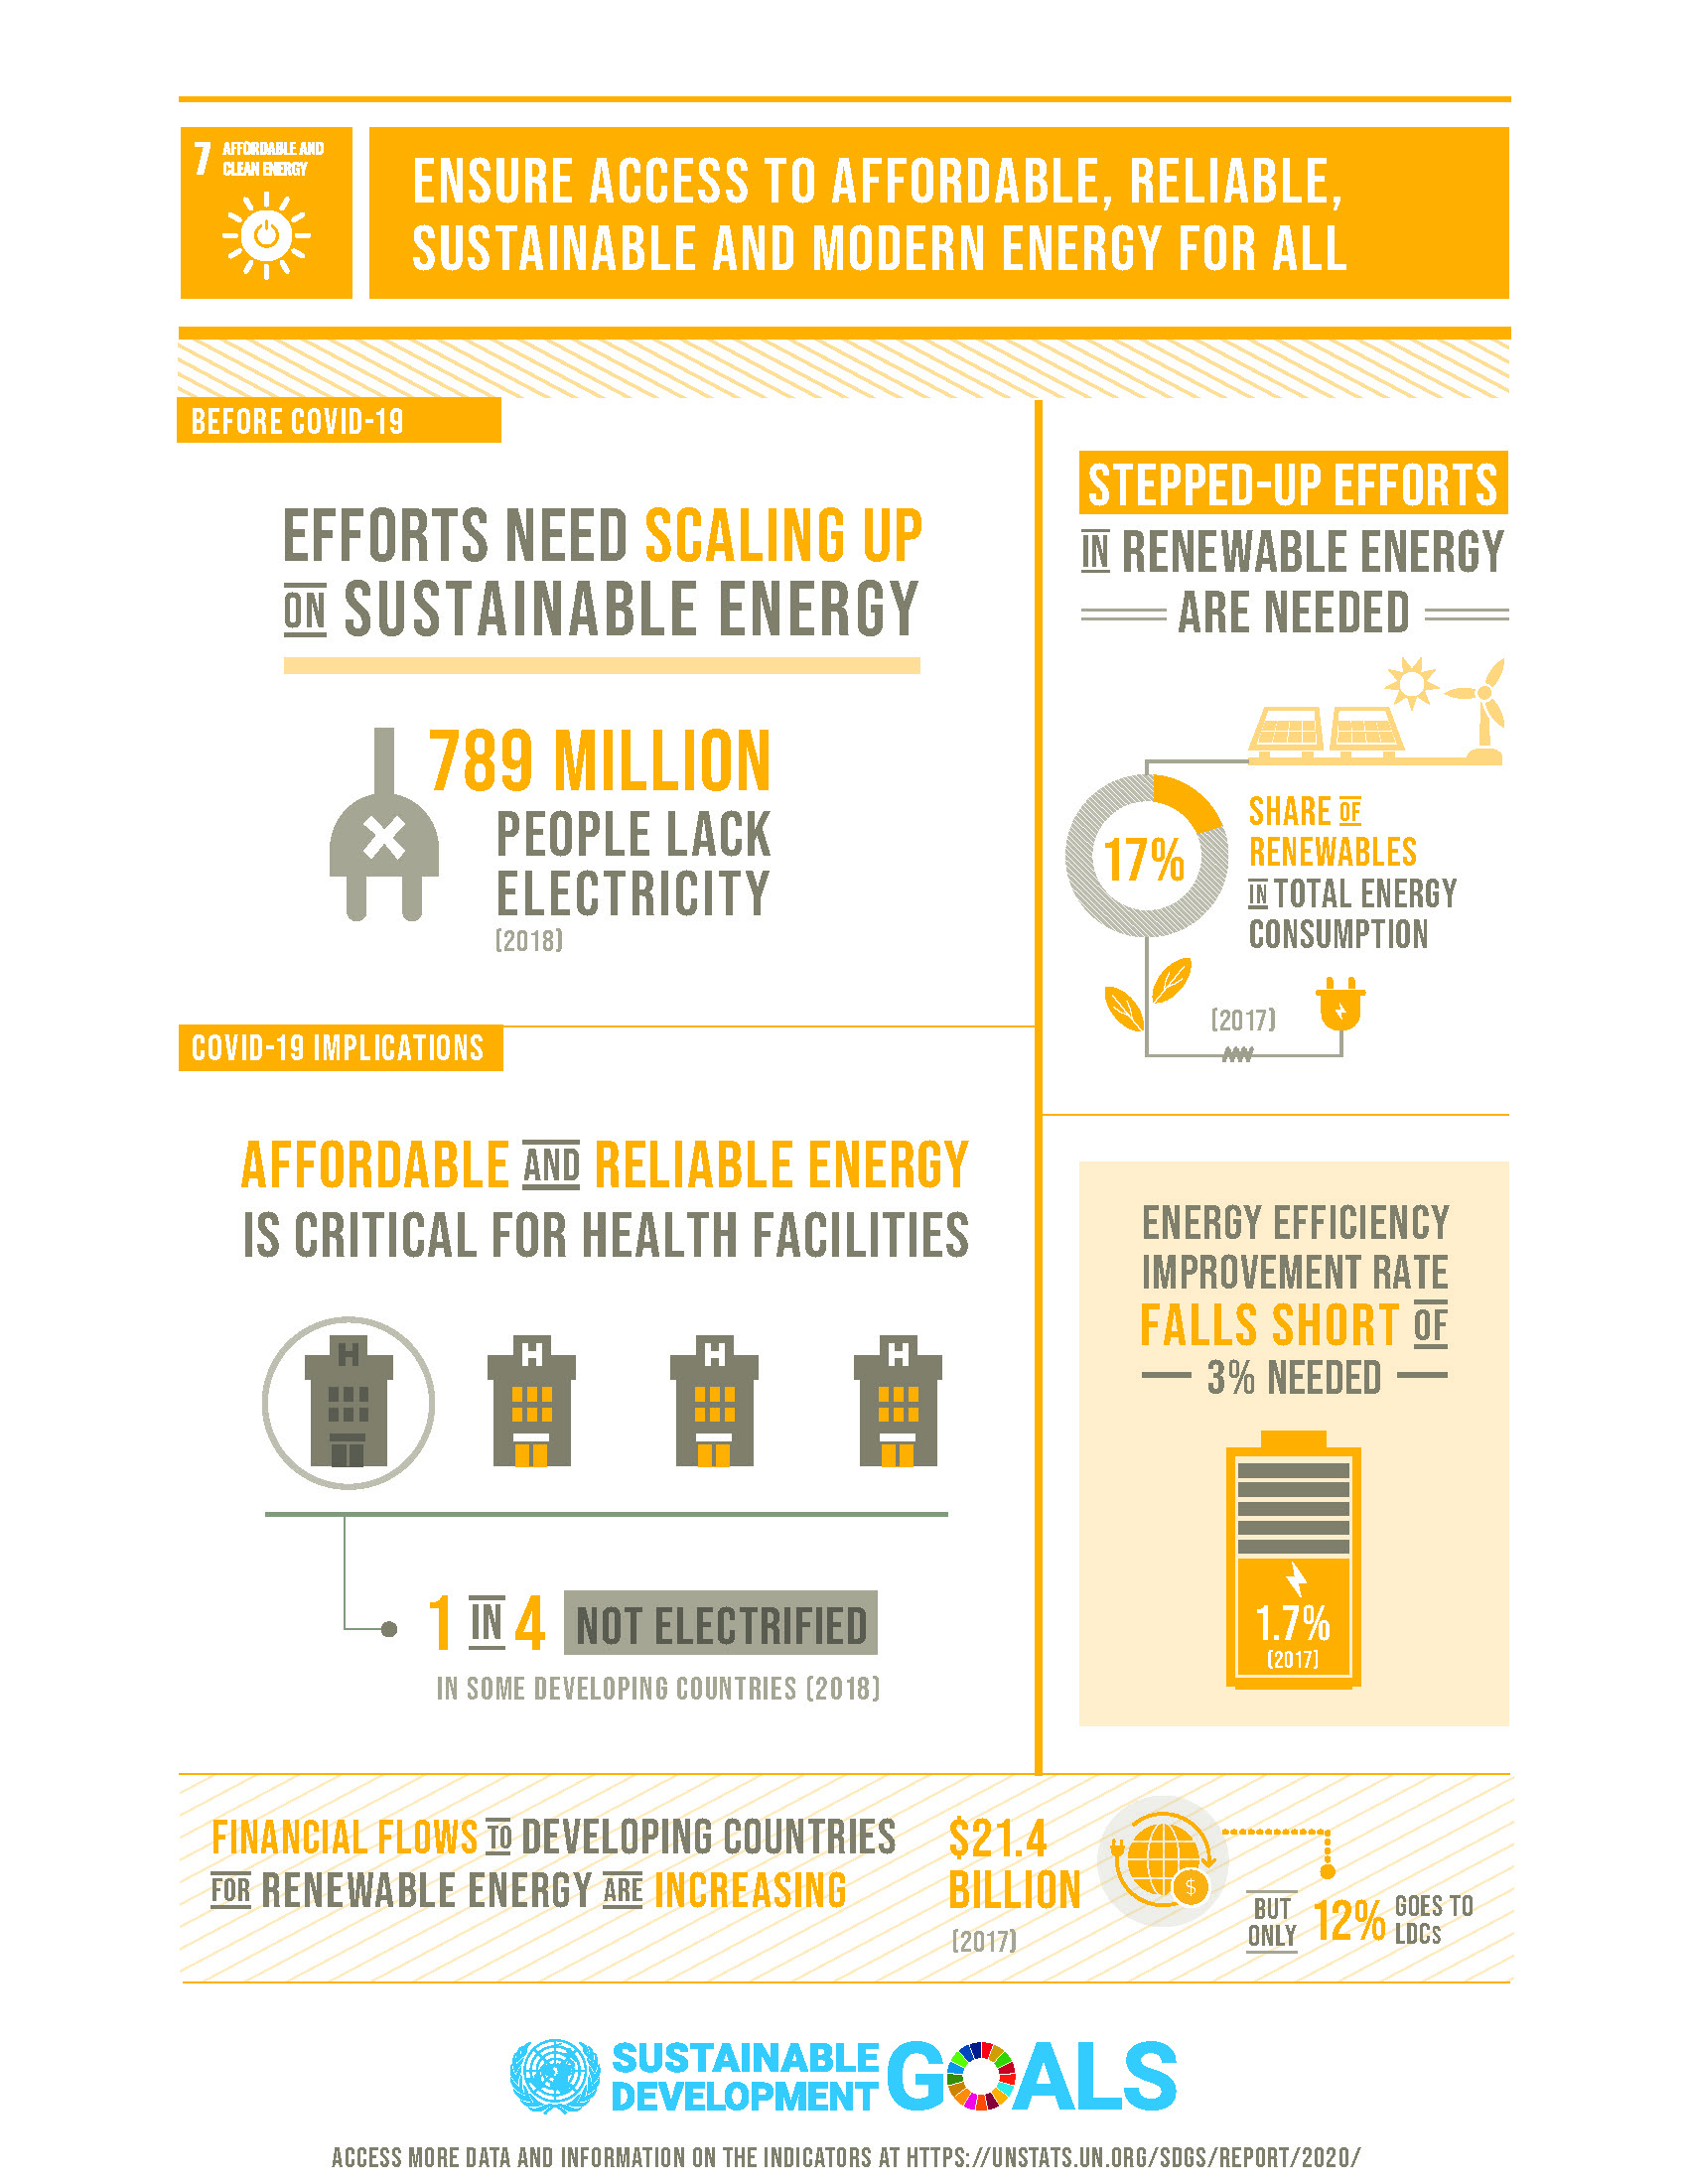 7 AFFORDABLE AND
CLEAN ENERGY
ENSURE ACCESS TO AFFORDABLE, RELIABLE,
SUSTAINABLE AND MODERN ENERGY FOR ALL
BEFORE COVID-19
EFFORTS NEED SCALING UP
ON SUSTAINABLE ENERGY
789 MILLION
PEOPLE LACK
ELECTRICITY
(2018)
STEPPED-UP EFFORTS
IN RENEWABLE ENERGY
ARE NEEDED
17%
SHARE OF
RENEWABLES
IN TOTAL ENERGY
CONSUMPTION
(2017)
COVID-19 IMPLICATIONS
AFFORDABLE AND RELIABLE ENERGY
IS CRITICAL FOR HEALTH FACILITIES
H H H H
1 IN 4 NOT ELECTRIFIED
IN SOME DEVELOPING COUNTRIES (2018)
ENERGY EFFICIENCY
IMPROVEMENT RATE
FALLS SHORT OF
3% NEEDED
1.7%
(2017)
FINANCIAL FLOWS TO DEVELOPING COUNTRIES
FOR RENEWABLE ENERGY ARE INCREASING
$21.4
BILLION
(2017)
$
BUT
ONLY
12%
GOES TO
LDCs
SUSTAINABLE
DEVELOPMENT
GOALS
ACCESS MORE DATA AND INFORMATION ON THE INDICATORS AT HTTPS://UNSTATS.UN.ORG/SDGS/REPORT/2020/